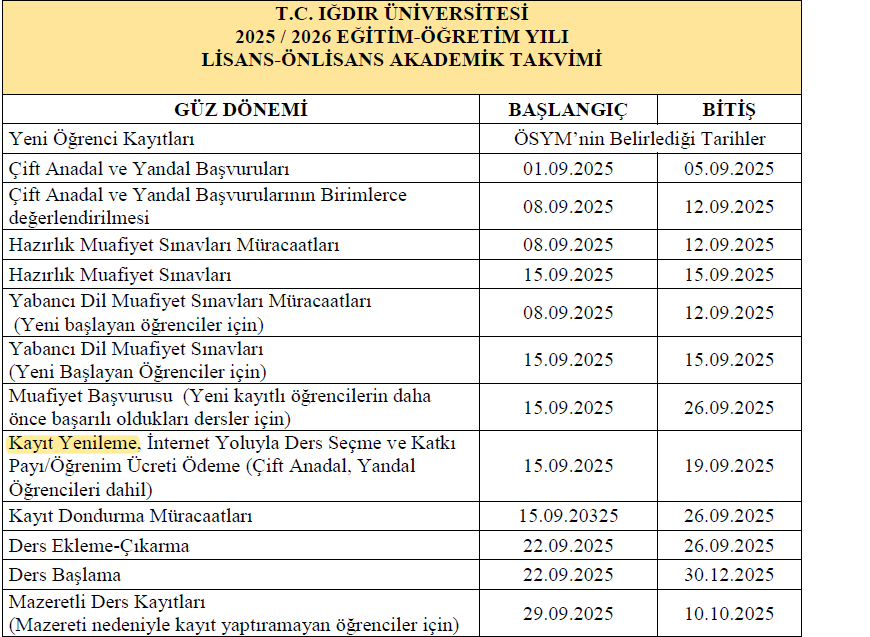 T.C. IĞDIR ÜNİVERSİTESİ
2025 / 2026 EĞİTİM-ÖĞRETİM YILI
LİSANS-ÖNLİSANS AKADEMİK TAKVİMİ
GÜZ DÖNEMİ BAŞLANGIÇ BİTİŞ
Yeni Öğrenci Kayıtları ÖSYM’nin Belirlediği Tarihler
Çift Anadal ve Yandal Başvuruları 01.09.2025 05.09.2025
Çift Anadal ve Yandal Başvurularının Birimlerce
değerlendirilmesi 08.09.2025 12.09.2025
Hazırlık Muafiyet Sınavları Müracaatları 08.09.2025 12.09.2025
Hazırlık Muafiyet Sınavları 15.09.2025 15.09.2025
Yabancı Dil Muafiyet Sınavları Müracaatları
(Yeni başlayan öğrenciler için) 08.09.2025 12.09.2025
Yabancı Dil Muafiyet Sınavları
(Yeni Başlayan Öğrenciler için) 15.09.2025 15.09.2025
Muafiyet Başvurusu (Yeni kayıtlı öğrencilerin daha
önce başarılı oldukları dersler için) 15.09.2025 26.09.2025
Kayıt Yenileme, İnternet Yoluyla Ders Seçme ve Katkı
Payı/Öğrenim Ücreti Ödeme (Çift Anadal, Yandal 15.09.2025 19.09.2025
Öğrencileri dahil)
Kayıt Dondurma Müracaatları 15.09.20325 26.09.2025
Ders Ekleme-Çıkarma 22.09.2025 26.09.2025
Ders Başlama 22.09.2025 30.12.2025
Mazeretli Ders Kayıtları
(Mazereti nedeniyle kayıt yaptıramayan öğrenciler için) 29.09.2025 10.10.2025